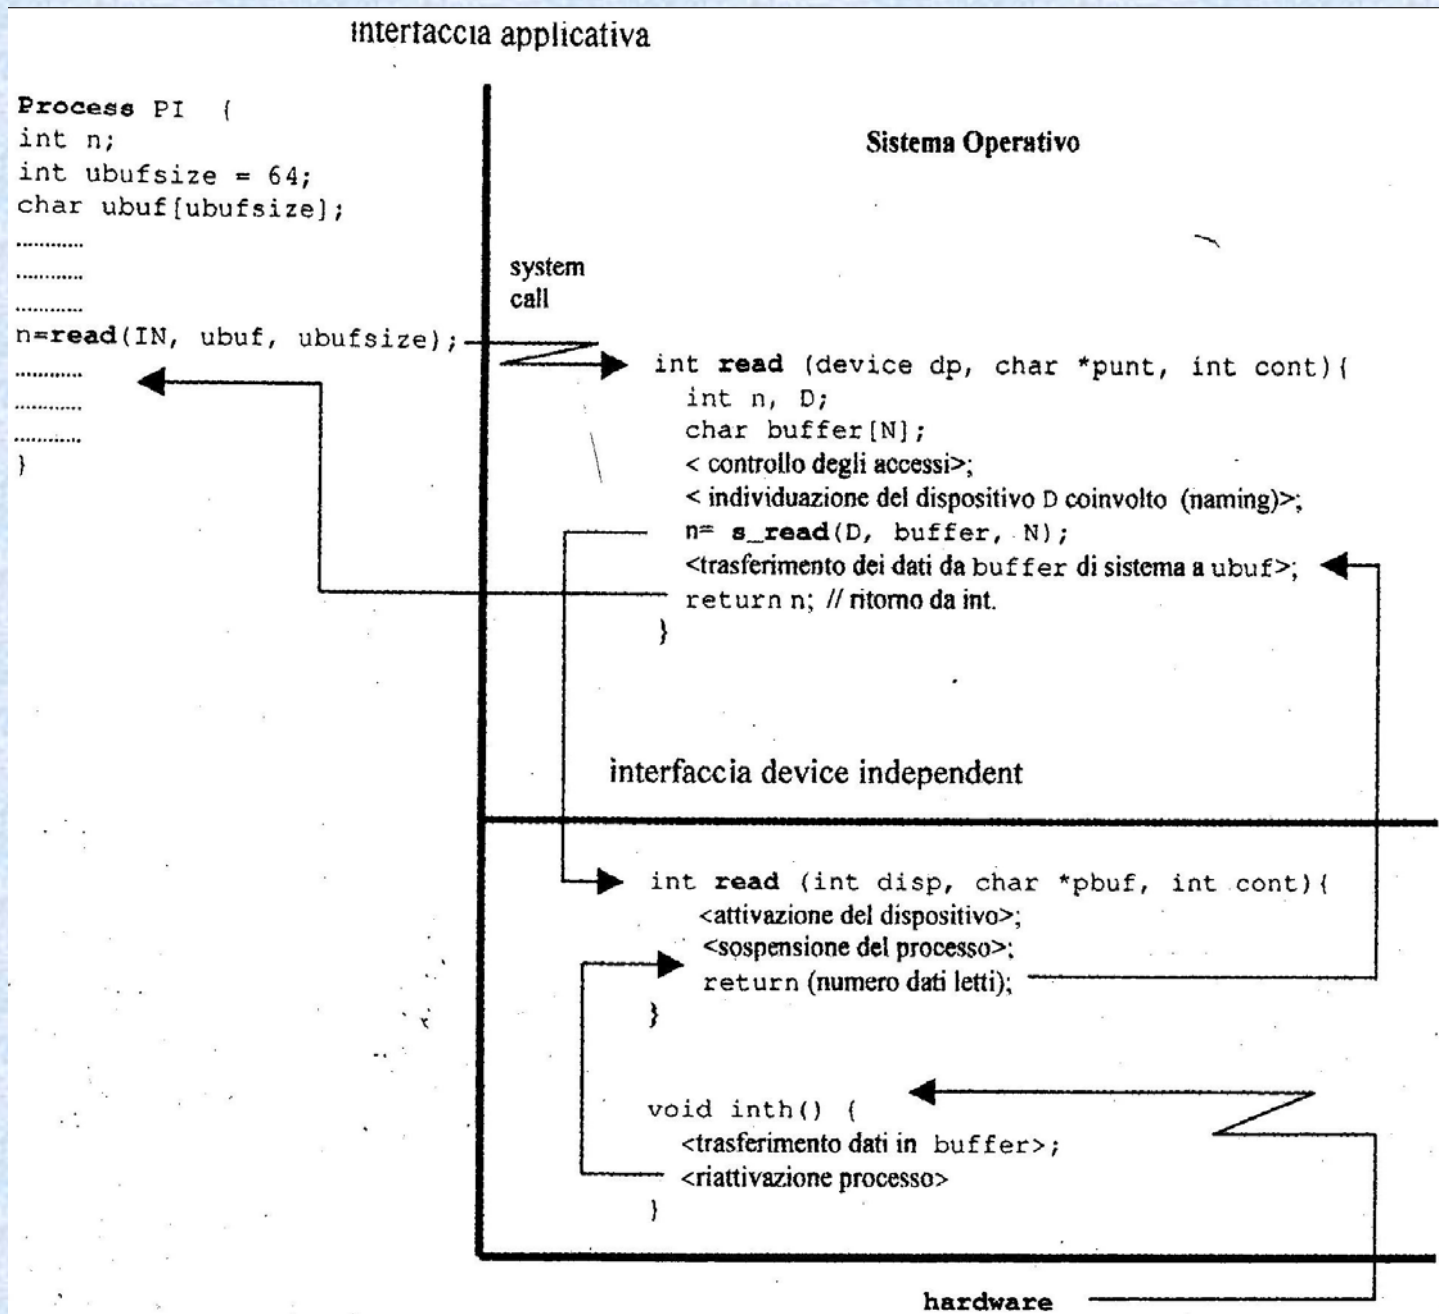 interfaccia applicativa
Process PI {
int n;
int ubufsize = 64;
char ubuf[ubufsize];
............
............
............
n=read(IN, ubuf, ubufsize);
............
............
............
}
Sistema Operativo
system
call
int read (device dp, char *punt, int cont){
int n, D;
char buffer[N];
< controllo degli accessi>;
< individuazione del dispositivo D coinvolto (naming)>;
n= s_read(D, buffer, N);
<trasferimento dei dati da buffer di sistema a ubuf>;
return n; // ritorno da int.
}
interfaccia device independent
int read (int disp, char *pbuf, int cont){
<attivazione del dispositivo>;
<sospensione del processo>;
return (numero dati letti);
}
void inth() {
<trasferimento dati in buffer>;
<riattivazione processo>
}
hardware